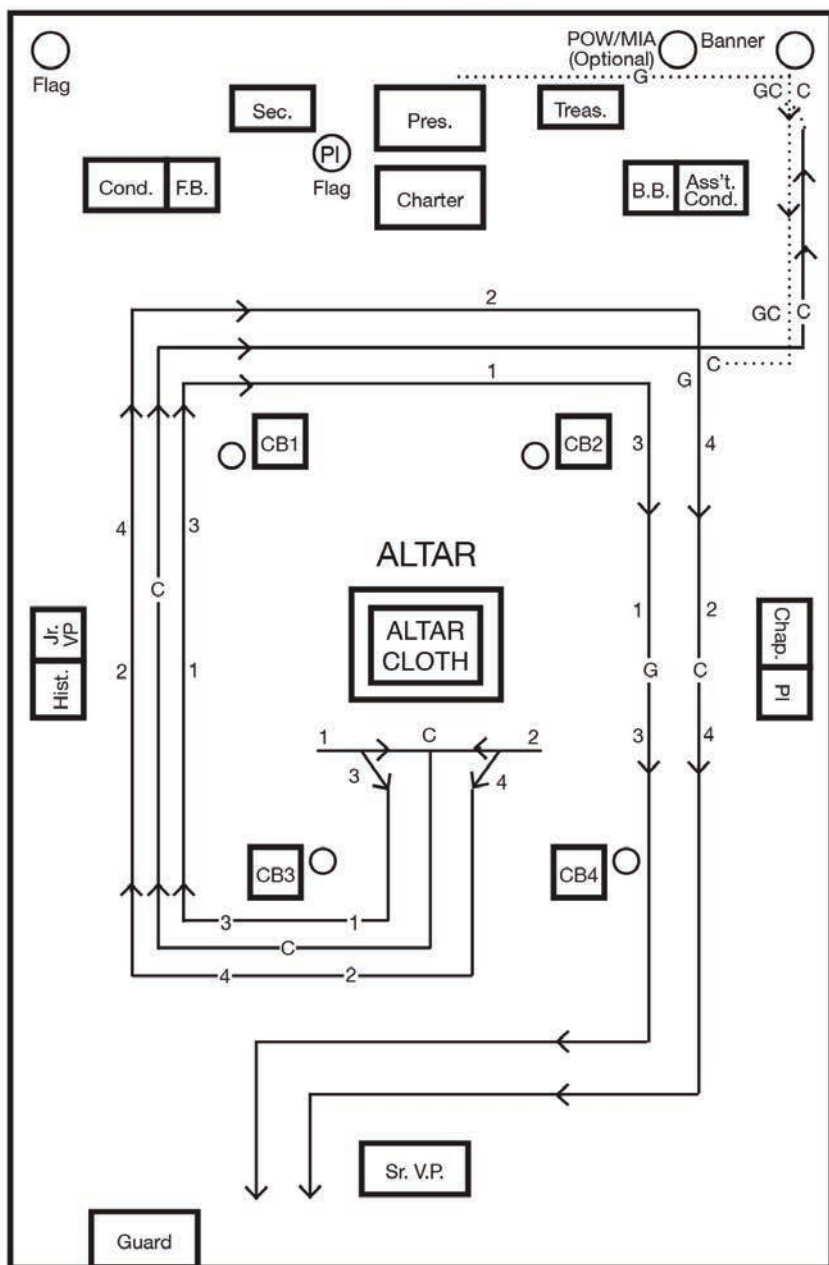 POW/MIA
(Optional)
Banner
Flag
G
GC C
Sec.
Pres.
Treas.
PI
Flag
Cond. F.B.
Charter
B.B. Ass't.
Cond.
2
GC C
C
1
G
CB1
CB2
3 4
4 3
ALTAR
C
ALTAR
CLOTH
Jr.
VP
Hist.
1 2
Chap.
PI
2 1
G C
3 4
1 C 2
3 4
CB3
CB4
3 1
C
4 2
Sr. V.P.
Guard